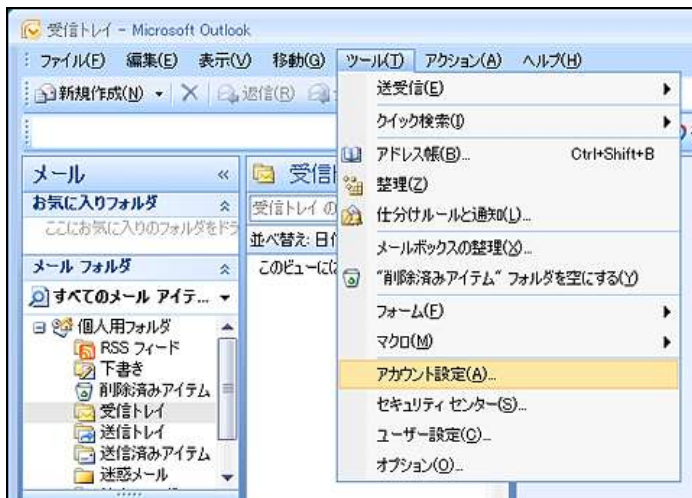 受信トレイ - Microsoft Outlook
ファイル(F) 編集(E) 表示(V) 移動(G) ツール(T) アクション(A) ヘルプ(H)
新規作成(N) 返信(R)
送受信(E)
クイック検索(I)
アドレス帳(B)... Ctrl+Shift+B
整理(Z)
仕分けルールと通知(L)...
メールボックスの整理(X)...
"削除済みアイテム" フォルダを空にする(Y)
フォーム(F)
マクロ(M)
アカウント設定(A)...
セキュリティ センター(S)...
ユーザー設定(C)...
オプション(O)...
メール «
お気に入りフォルダ
ここにお気に入りのフォルダをドラ
メール フォルダ
すべてのメール アイテ...
個人用フォルダ
RSS フィード
下書き
削除済みアイテム
受信トレイ
送信トレイ
送信済みアイテム
迷惑メール
受信
受信トレイ の
並べ替え: 日
このビューには